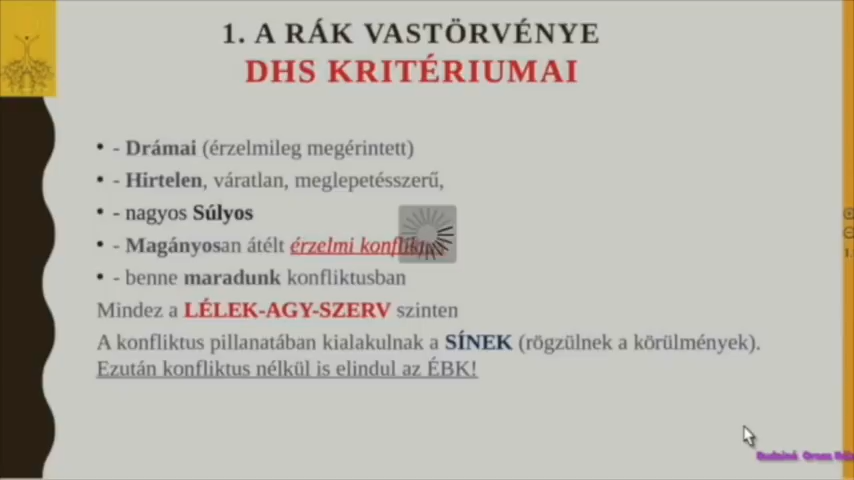 1. A RÁK VASTÖRVÉNYE
DHS KRITÉRIUMAI
• - Drámai (érzelmileg megérintett)
• - Hirtelen, váratlan, meglepetésszerű,
• - nagyos Súlyos
• - Magányosan átélt érzelmi
• - benne maradunk konfliktusban
Mindez a LÉLEK-AGY-SZERV szinten
A konfliktus pillanatában kialakulnak a SÍNEK (rögzülnek a körülmények).
Ezután konfliktus nélkül is elindul az ÉBK!